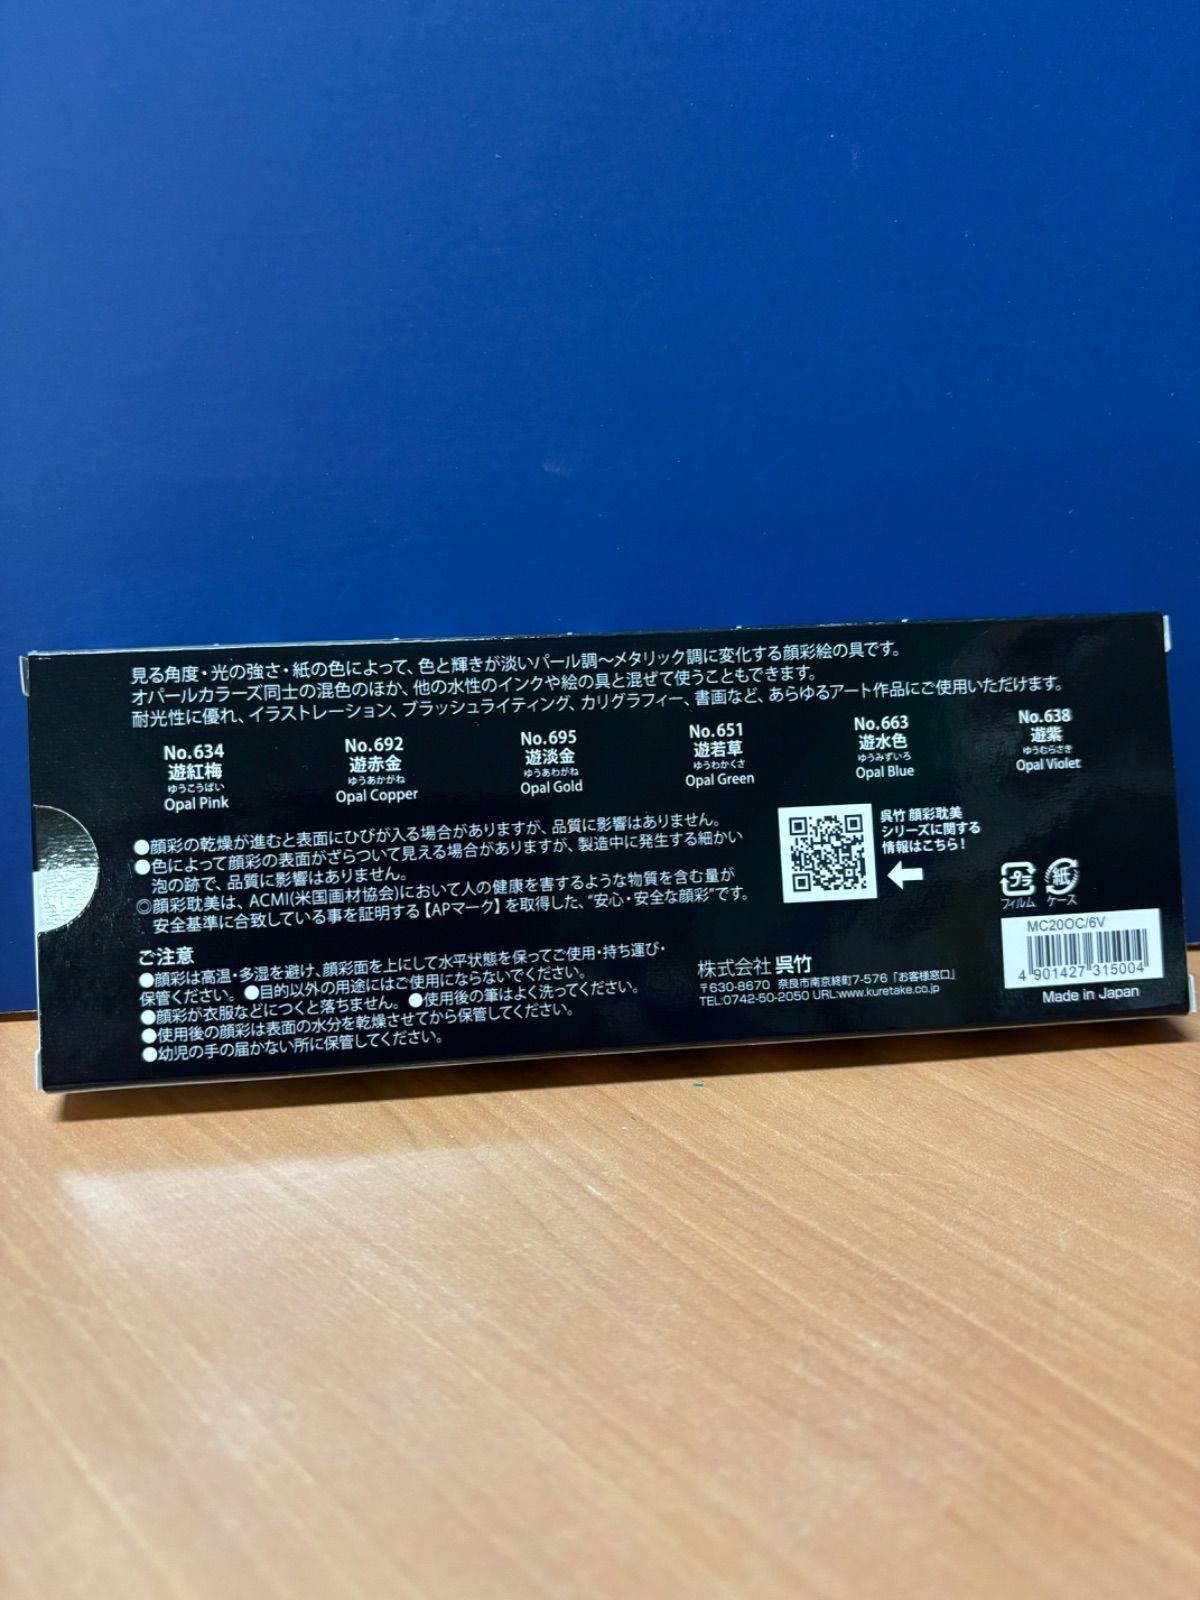 見る角度・光の強さ・紙の色によって、色と輝きが淡いパール調～メタリック調に変化する顔彩絵の具です。
オパールカラーズ同士の混色のほか、他の水性のインクや絵の具と混ぜて使うこともできます。
耐光性に優れ、イラストレーション、ブラッシュライティング、カリグラフィー、書画など、あらゆるアート作品にご使用いただけます。
No.634
遊紅梅
ゆうこうばい
Opal Pink
No.692
遊赤金
ゆうあかがね
Opal Copper
No.695
遊淡金
ゆうあわがね
Opal Gold
No.651
遊若草
ゆうわかくさ
Opal Green
No.663
遊水色
ゆうみずいろ
Opal Blue
No.638
遊紫
ゆうむらさき
Opal Violet
●顔彩の乾燥が進むと表面にひびが入る場合がありますが、品質に影響はありません。
●色によって顔彩の表面がざらついて見える場合がありますが、製造中に発生する細かい
泡の跡で、品質に影響はありません。
◎顔彩耽美は、ACMI(米国画材協会)において人の健康を害するような物質を含む量が
安全基準に合致している事を証明する【APマーク】を取得した、“安心・安全な顔彩”です。
呉竹 顔彩耽美
シリーズに関する
情報はこちら！
プラ
フィルム
紙
ケース
ご注意
●顔彩は高温・多湿を避け、顔彩面を上にして水平状態を保ってご使用・持ち運び・
保管ください。 ●目的以外の用途にはご使用にならないでください。
●顔彩が衣服などにつくと落ちません。 ●使用後の筆はよく洗ってください。
●使用後の顔彩は表面の水分を乾燥させてから保管してください。
●幼児の手の届かない所に保管してください。
株式会社 呉竹
〒630-8670 奈良市南京終町7-576「お客様窓口」
TEL:0742-50-2050 URL:www.kuretake.co.jp
MC20OC/6V
4 901427 315004
Made in Japan